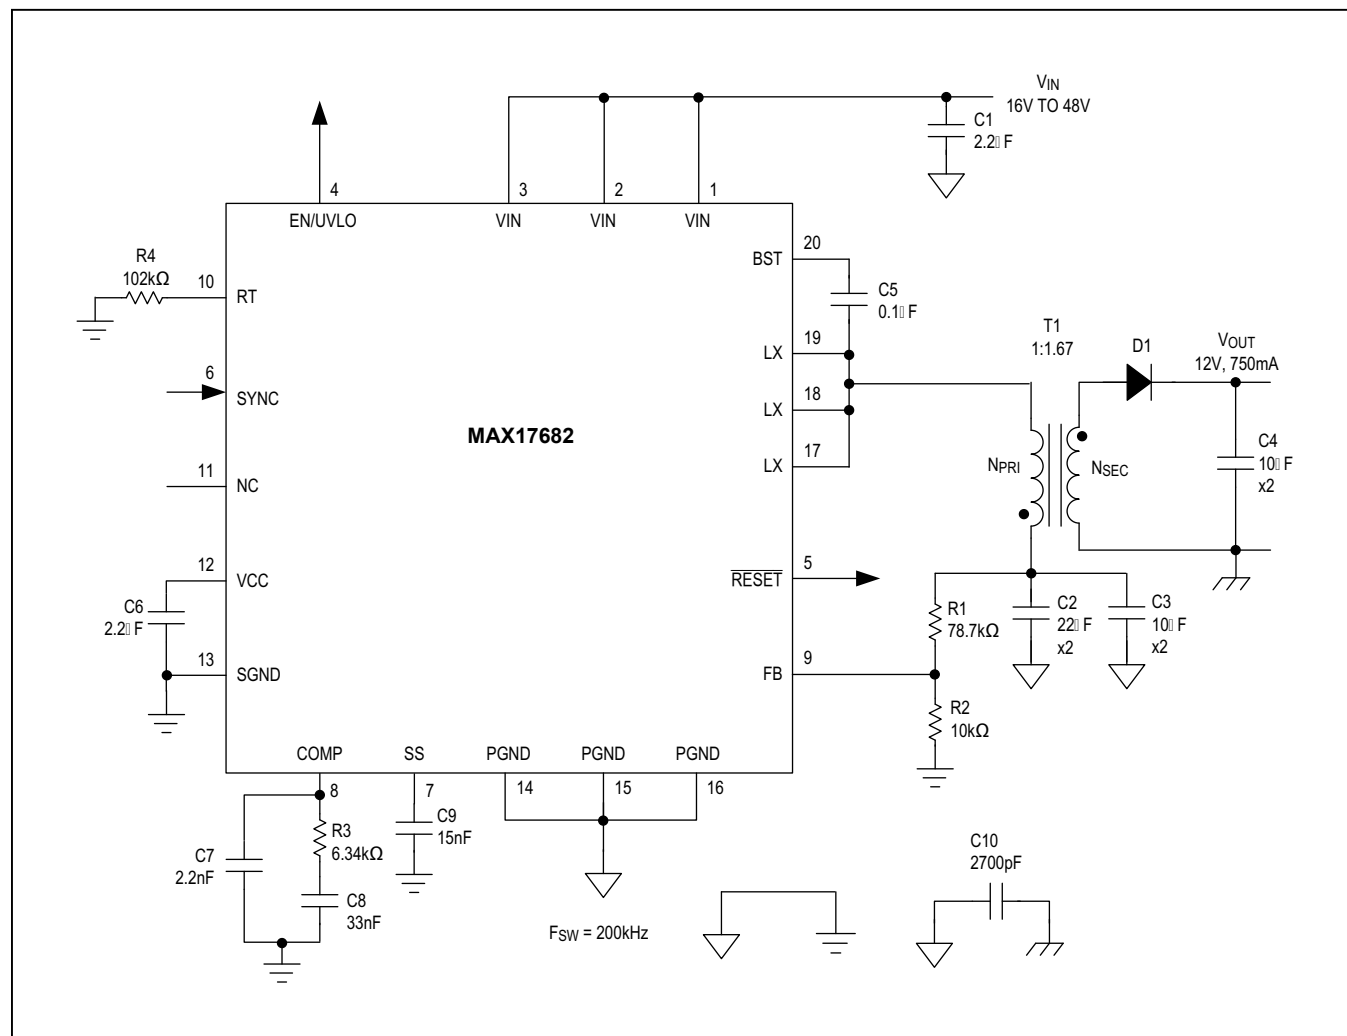 VIN
16V TO 48V
C1
2.2▯F
4
3
2
1
EN/UVLO
VIN
VIN
VIN
20
BST
R4
102kΩ
10
RT
C5
0.1▯F
19
LX
T1
1:1.67
D1
VOUT
12V, 750mA
6
SYNC
18
LX
MAX17682
17
LX
NPRI
NSEC
C4
10▯F
x2
11
NC
12
VCC
5
RESET
C6
2.2▯F
R1
78.7kΩ
C2
22▯F
x2
C3
10▯F
x2
13
SGND
9
FB
R2
10kΩ
COMP
SS
PGND
PGND
PGND
8
7
14
15
16
R3
6.34kΩ
C9
15nF
C7
2.2nF
C8
33nF
C10
2700pF
FSW = 200kHz